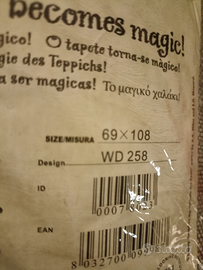 becomes magic!
gico! O tapete torna-se mágico!
gie des Teppichs!
a ser magicas! Το μαγικό χαλάκι!
SIZE/MISURA 69×108
Design WD 258
ID
EAN